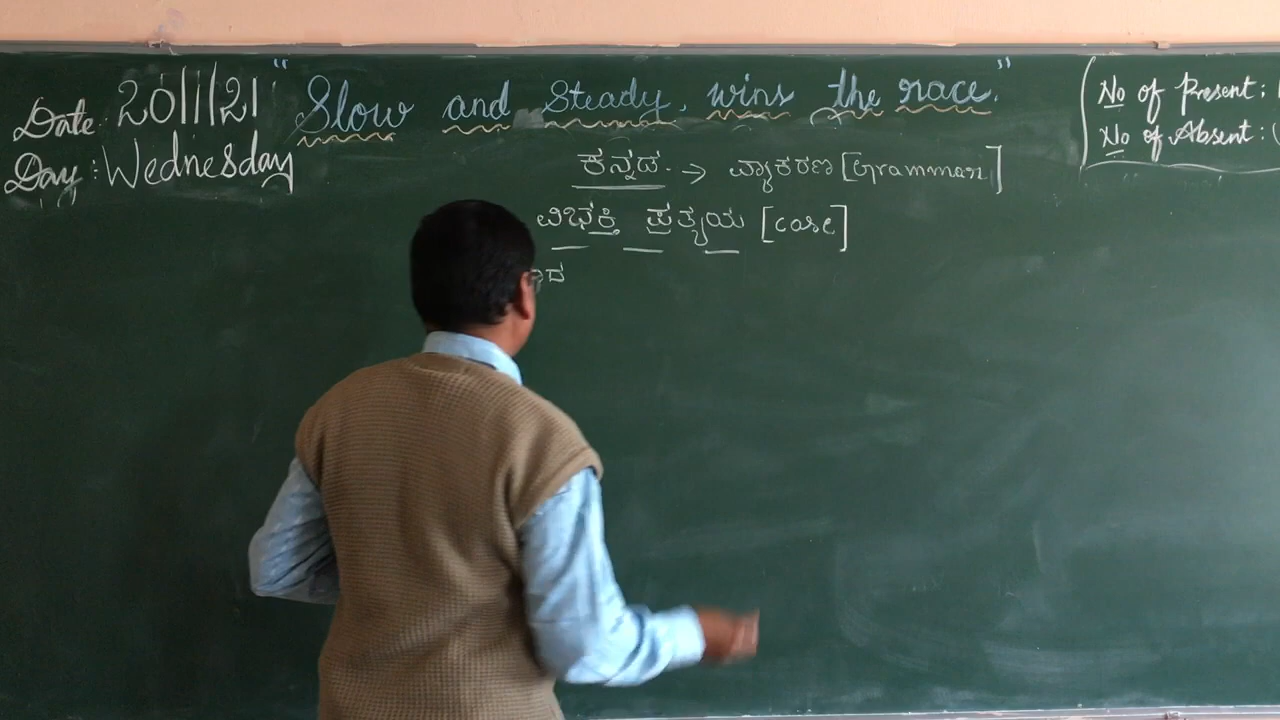 Date 20/1/21
"Slow and Steady, wins the race."
No of Present :
Day : Wednesday
No of Absent :
ಕನ್ನಡ. → ವ್ಯಾಕರಣ [Grammar]
ವಿಭಕ್ತಿ ಪ್ರತ್ಯಯ [case]